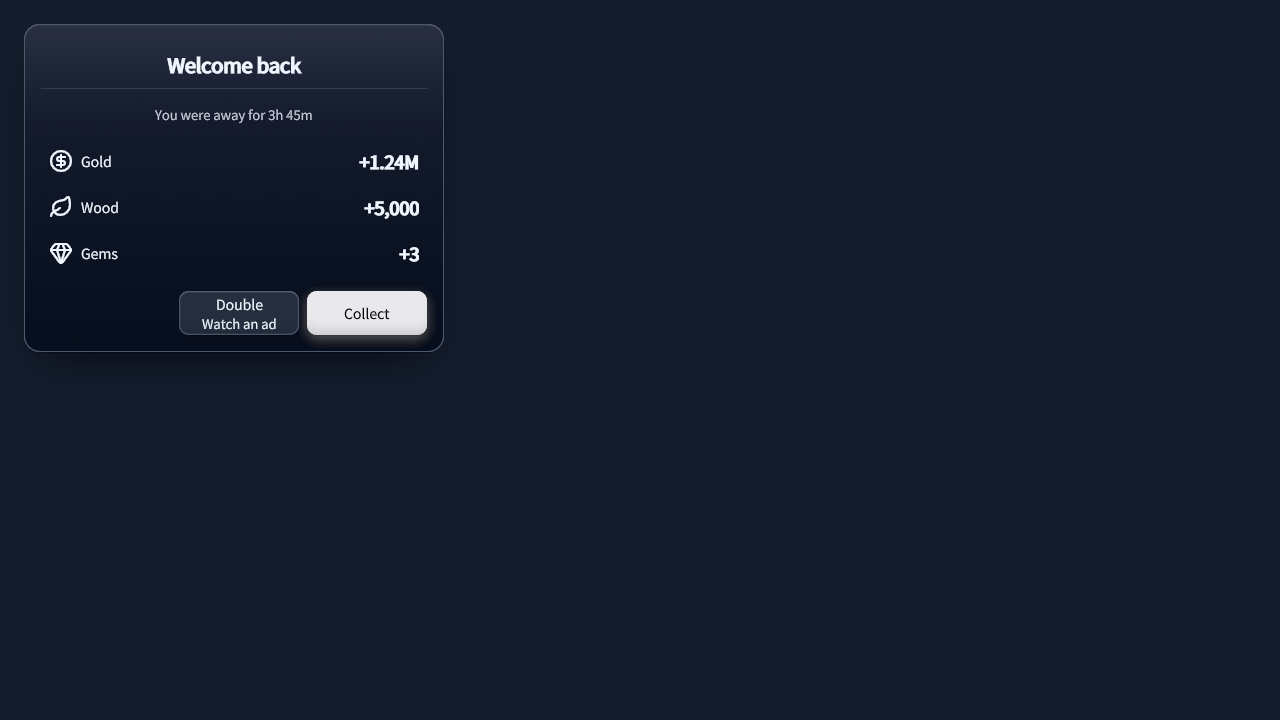 Welcome back
You were away for 3h 45m
Gold +1.24M
Wood +5,000
Gems +3
Double
Watch an ad
Collect